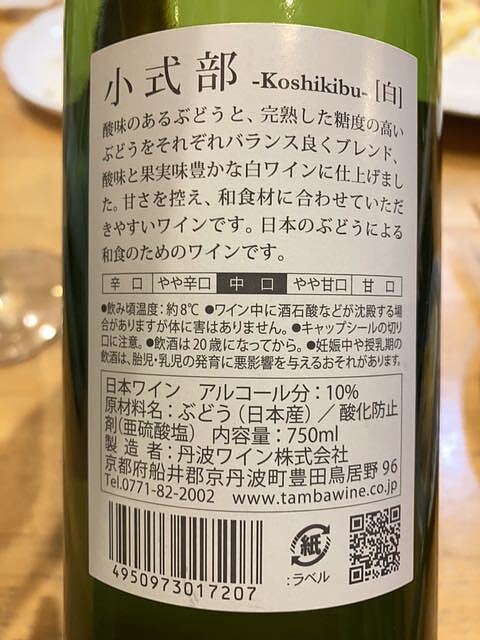 小式部 -Koshikibu- [白]
酸味のあるぶどうと、完熟した糖度の高い
ぶどうをそれぞれバランス良くブレンド、
酸味と果実味豊かな白ワインに仕上げまし
た。甘さを控え、和食材に合わせていただ
きやすいワインです。日本のぶどうによる
和食のためのワインです。
辛口 やや辛口 中口 やや甘口 甘口
●飲み頃温度:約8℃ ●ワイン中に酒石酸などが沈殿する場
合がありますが体に害はありません。●キャップシールの切り
口に注意。●飲酒は20歳になってから。●妊娠中や授乳期の
飲酒は、胎児・乳児の発育に悪影響を与えるおそれがあります。
日本ワイン アルコール分:10%
原材料名:ぶどう(日本産)/酸化防止
剤(亜硫酸塩) 内容量:750ml
製造者:丹波ワイン株式会社
京都府船井郡京丹波町豊田鳥居野96
Tel.0771-82-2002 www.tambawine.co.jp
紙
:ラベル
4950973017207